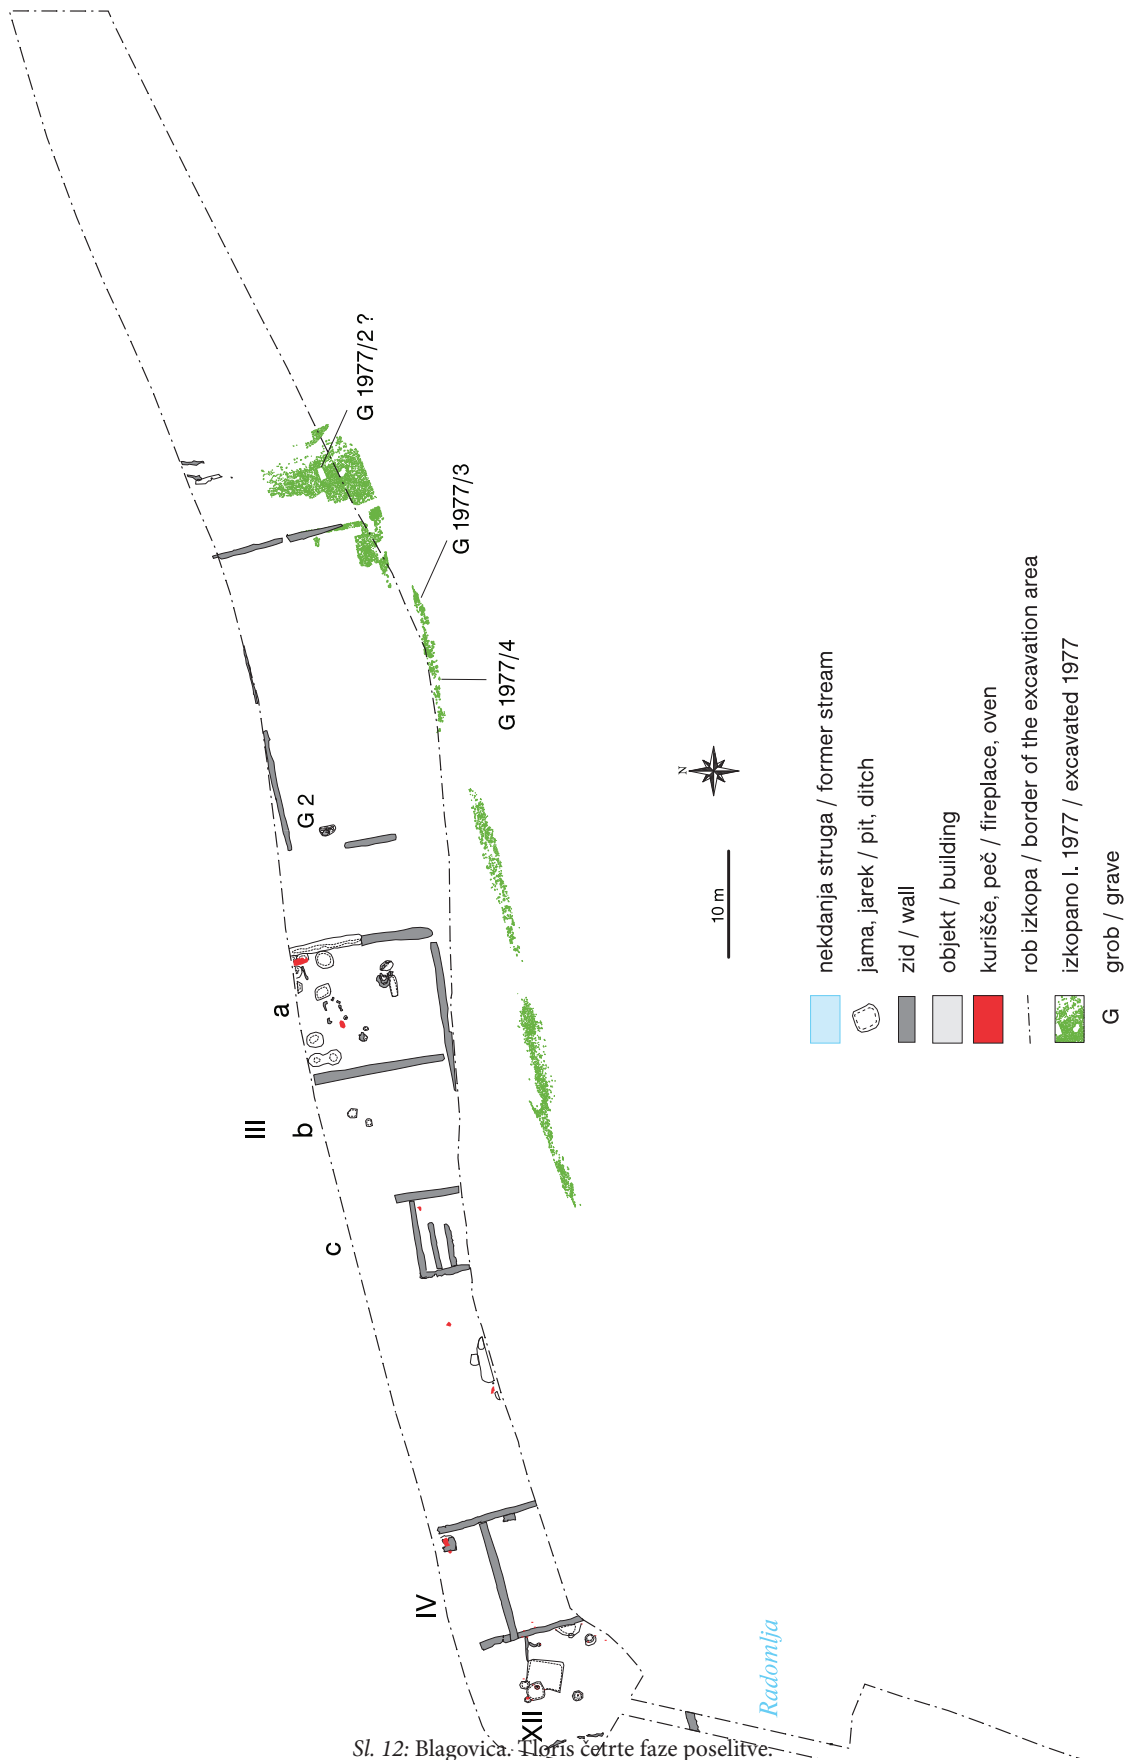 G 1977/2 ?
G 1977/3
G 1977/4
G 2
a
III
b
c
IV
XII
N
10 m
Radomlja
nekdanja struga / former stream
jama, jarek / pit, ditch
zid / wall
objekt / building
kurišče, peč / fireplace, oven
rob izkopa / border of the excavation area
izkopano l. 1977 / excavated 1977
G grob / grave
Sl. 12: Blagovica. Tloris četrte faze poselitve.